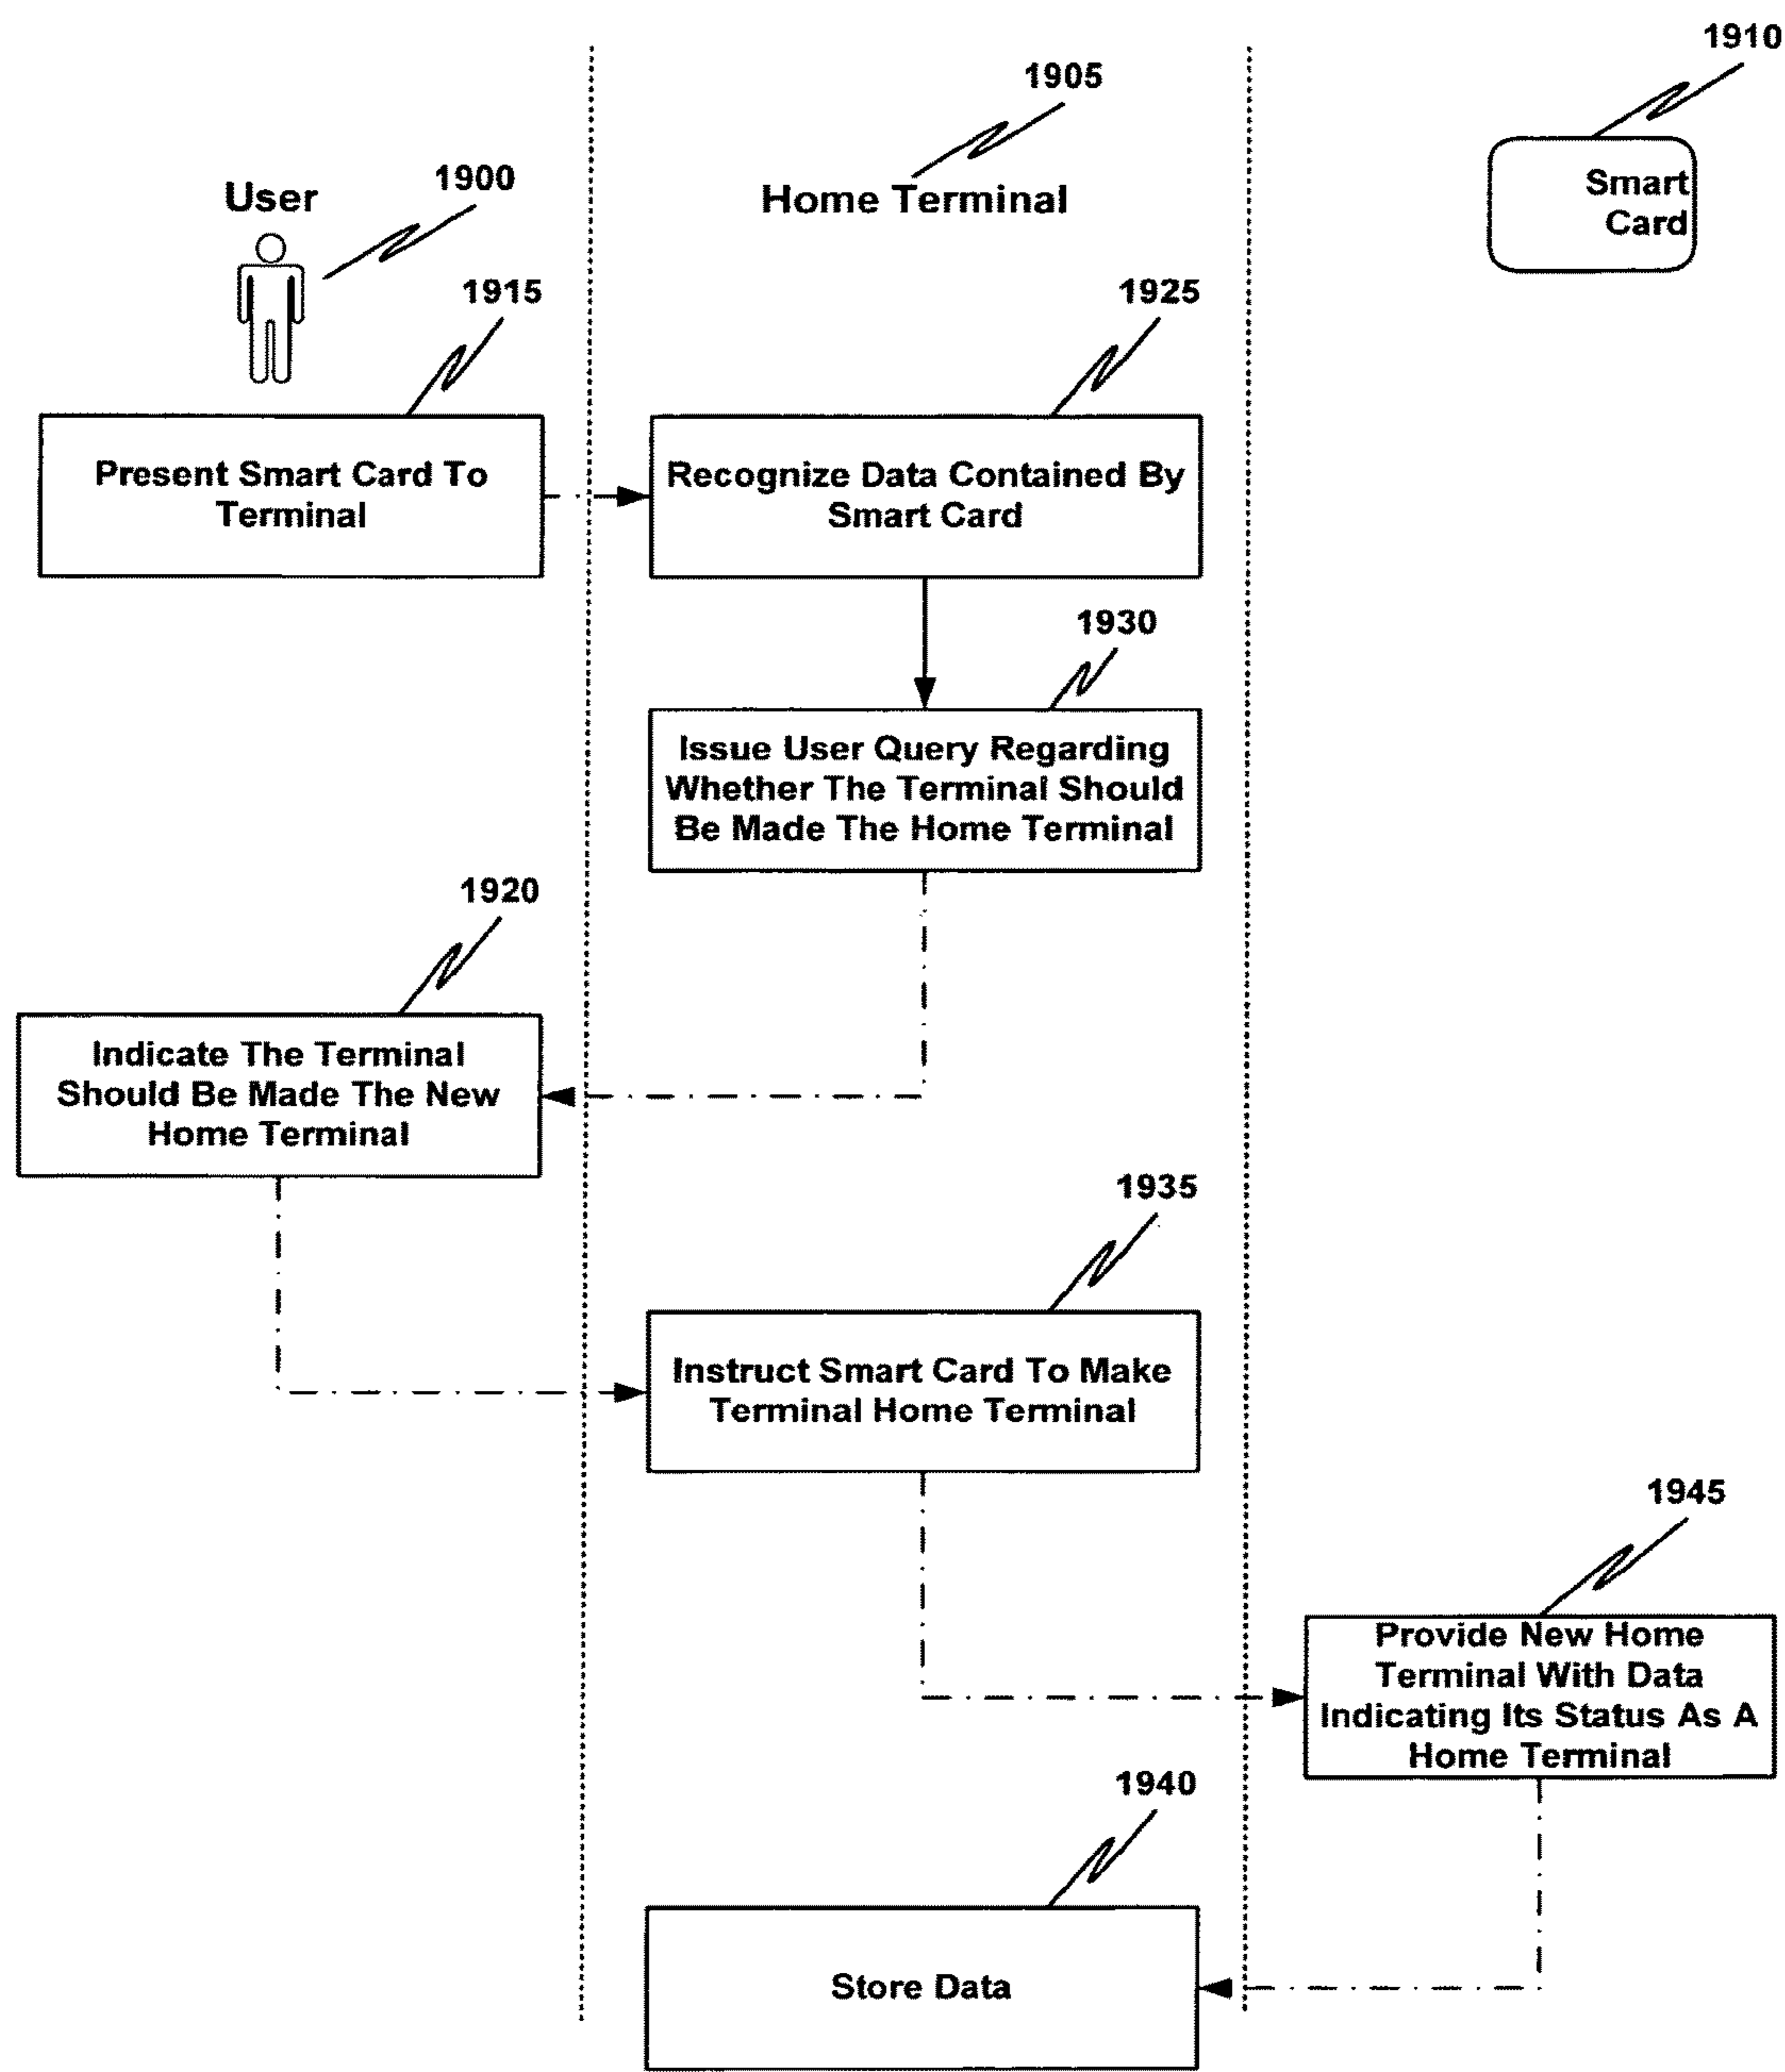 1910
1905
Smart
Card
1900
User
Home Terminal
1915
1925
Present Smart Card To
Terminal
Recognize Data Contained By
Smart Card
1930
Issue User Query Regarding
Whether The Terminal Should
Be Made The Home Terminal
1920
Indicate The Terminal
Should Be Made The New
Home Terminal
1935
Instruct Smart Card To Make
Terminal Home Terminal
1945
Provide New Home
Terminal With Data
Indicating Its Status As A
Home Terminal
1940
Store Data